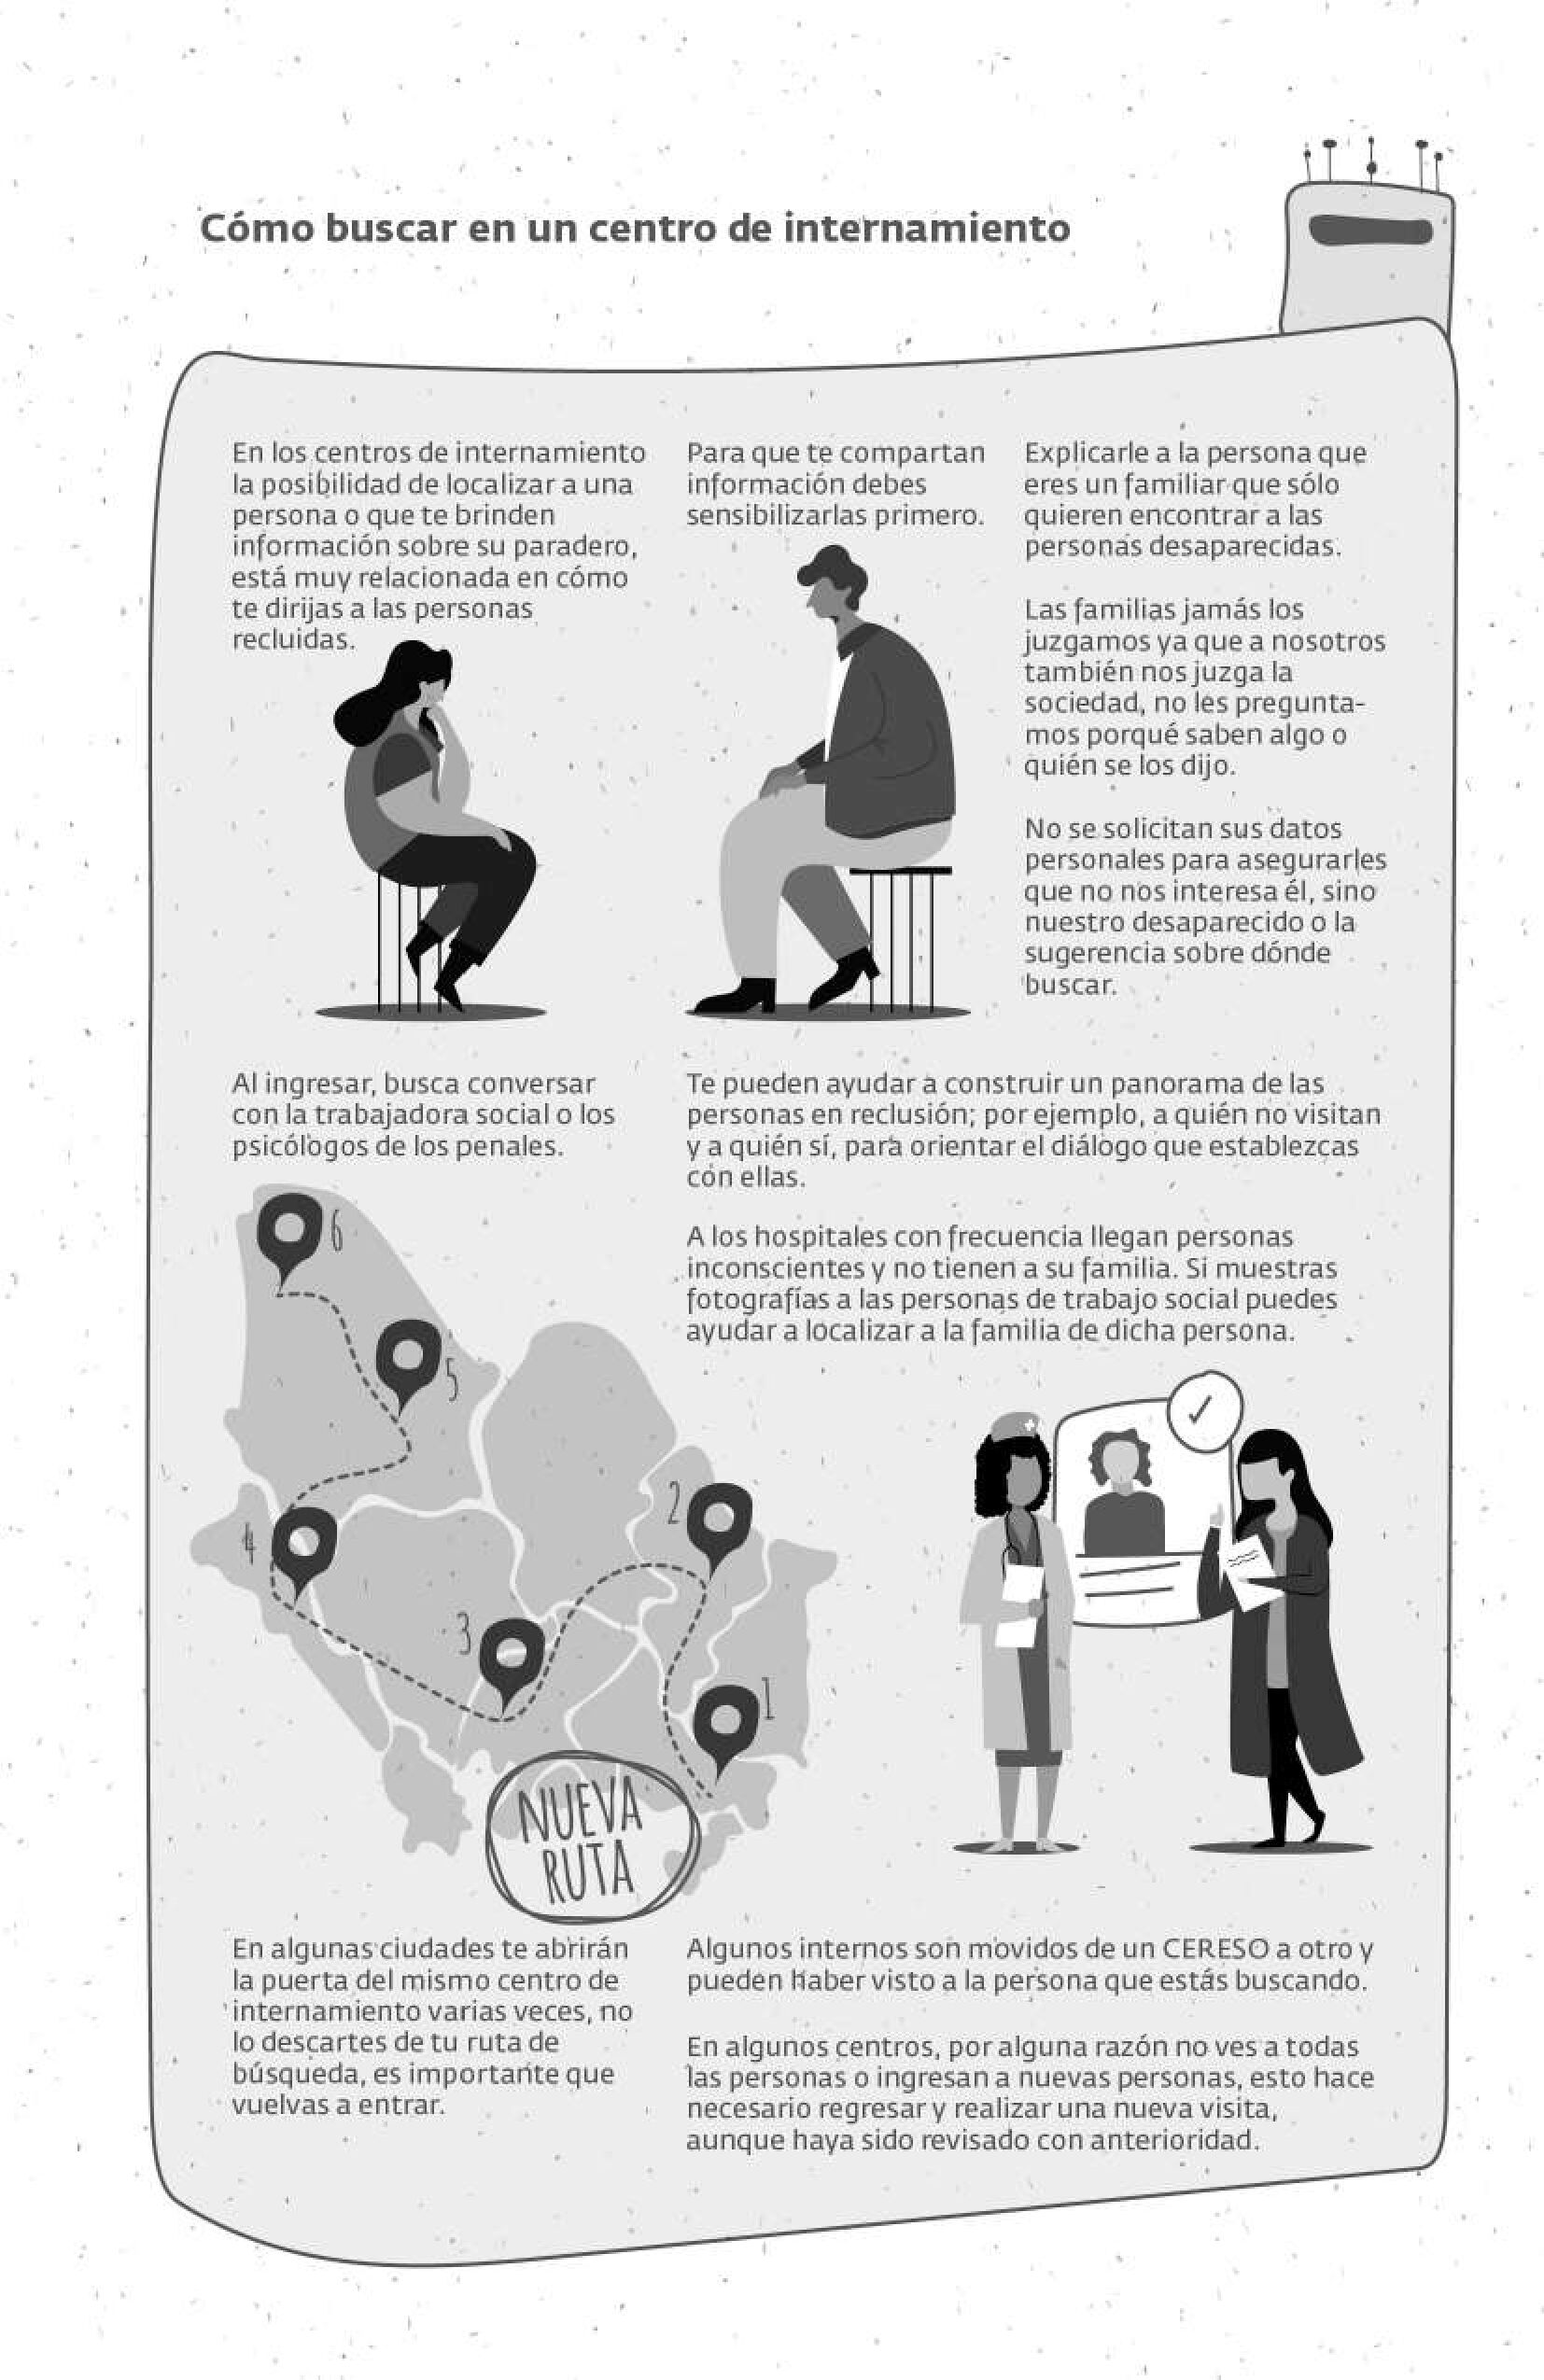 Cómo buscar en un centro de internamiento
En los centros de internamiento
la posibilidad de localizar a una
persona o que te brinden
información sobre su paradero,
está muy relacionada en cómo
te dirijas a las personas
recluidas.
Para que te compartan
información debes
sensibilizarlas primero.
Explicarle a la persona que
eres un familiar que sólo
quieren encontrar a las
personas desaparecidas.
Las familias jamás los
juzgamos ya que a nosotros
también nos juzga la
sociedad, no les pregunta-
mos porqué saben algo o
quién se los dijo.
No se solicitan sus datos
personales para asegurarles
que no nos interesa él, sino
nuestro desaparecido o la
sugerencia sobre dónde
buscar.
Al ingresar, busca conversar
con la trabajadora social o los
psicólogos de los penales.
Te pueden ayudar a construir un panorama de las
personas en reclusión; por ejemplo, a quién no visitan
y a quién sí, para orientar el diálogo que establezcas
con ellas.
A los hospitales con frecuencia llegan personas
inconscientes y no tienen a su familia. Si muestras
fotografías a las personas de trabajo social puedes
ayudar a localizar a la familia de dicha persona.
6
5
2
4
3
1
NUEVA
RUTA
En algunas ciudades te abrirán
la puerta del mismo centro de
internamiento varias veces, no
lo descartes de tu ruta de
búsqueda, es importante que
vuelvas a entrar.
Algunos internos son movidos de un CERESO a otro y
pueden haber visto a la persona que estás buscando.
En algunos centros, por alguna razón no ves a todas
las personas o ingresan a nuevas personas, esto hace
necesario regresar y realizar una nueva visita,
aunque haya sido revisado con anterioridad.